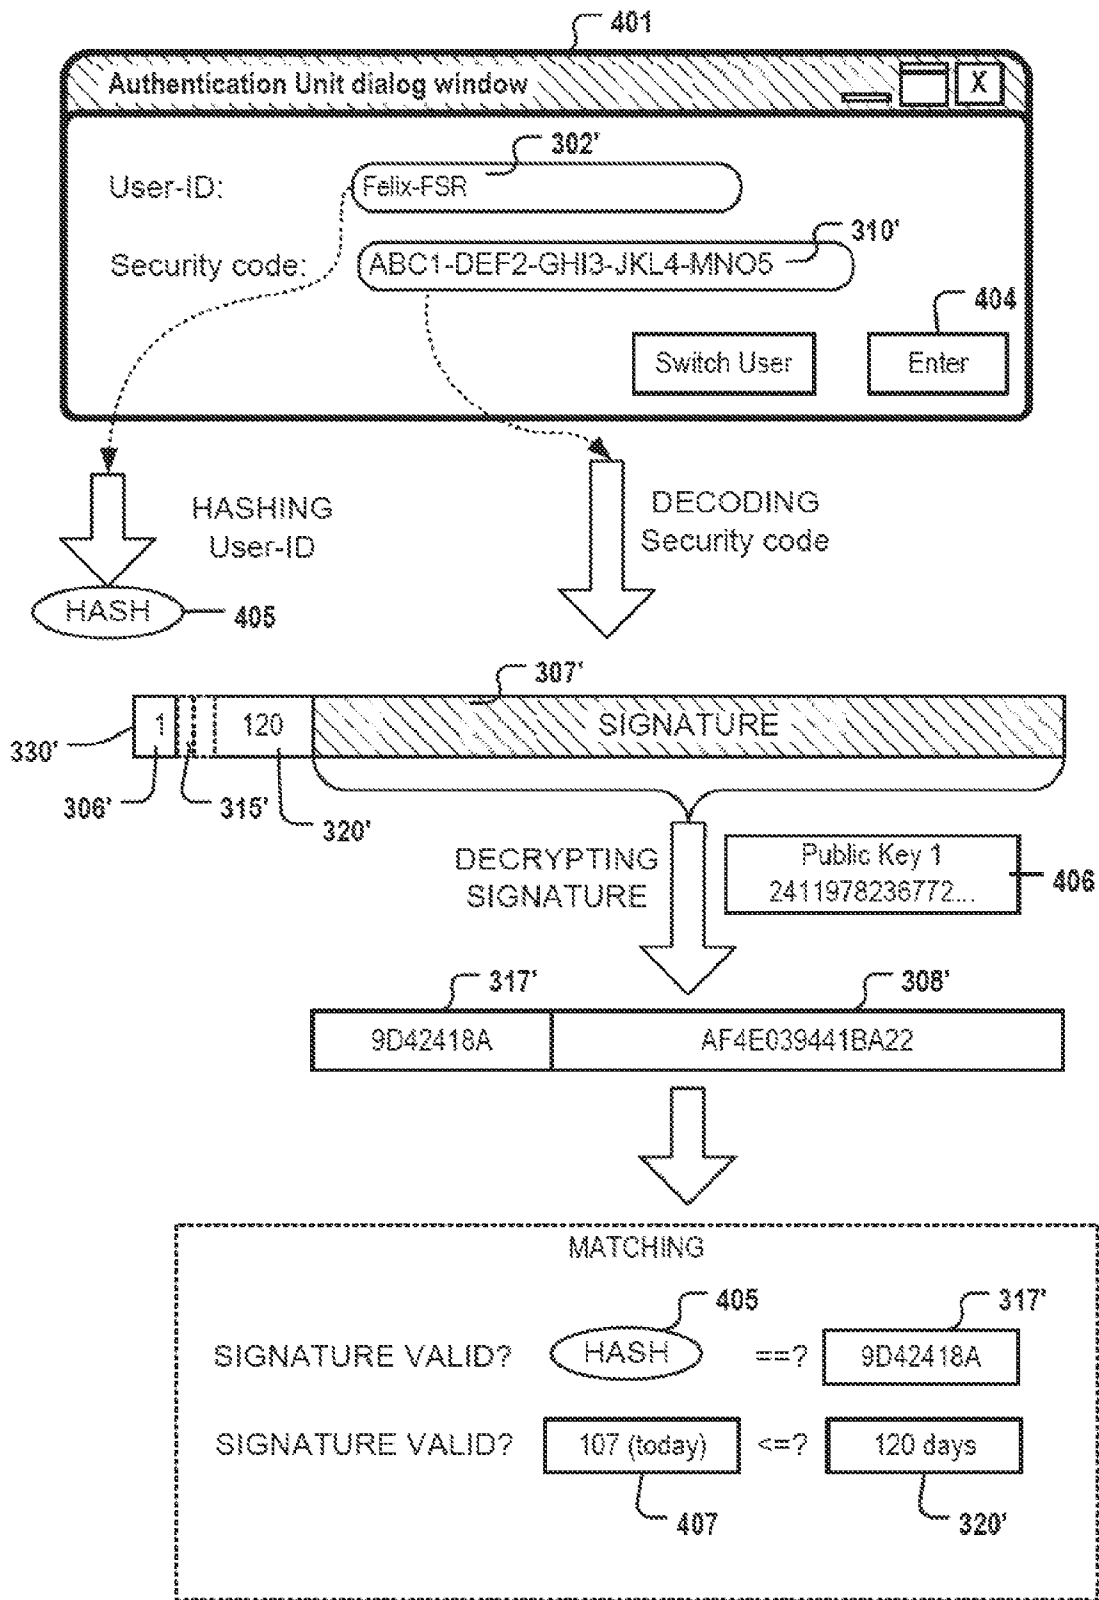 401
Authentication Unit dialog window
X
302'
User-ID:
Felix-FSR
310'
Security code:
ABC1-DEF2-GHI3-JKL4-MNO5
404
Switch User
Enter
HASHING
User-ID
DECODING
Security code
HASH
405
307'
1
120
SIGNATURE
330'
306'
315'
320'
DECRYPTING
SIGNATURE
Public Key 1
2411978236772...
406
317'
308'
9D42418A
AF4E039441BA22
MATCHING
405
317'
SIGNATURE VALID?
HASH
==?
9D42418A
SIGNATURE VALID?
107 (today)
<=?
120 days
407
320'